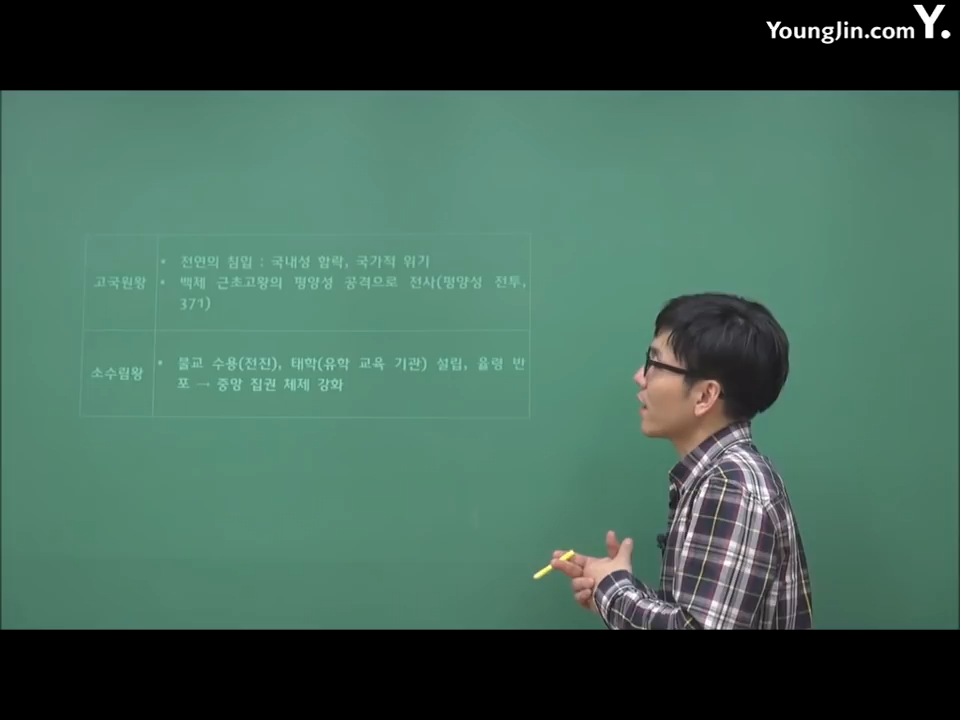 YoungJin.com Y.
고국원왕
• 전연의 침입 : 국내성 함락, 국가적 위기
• 백제 근초고왕의 평양성 공격으로 전사(평양성 전투,
371)
소수림왕
• 불교 수용(전진), 태학(유학 교육 기관) 설립, 율령 반
포 → 중앙 집권 체제 강화